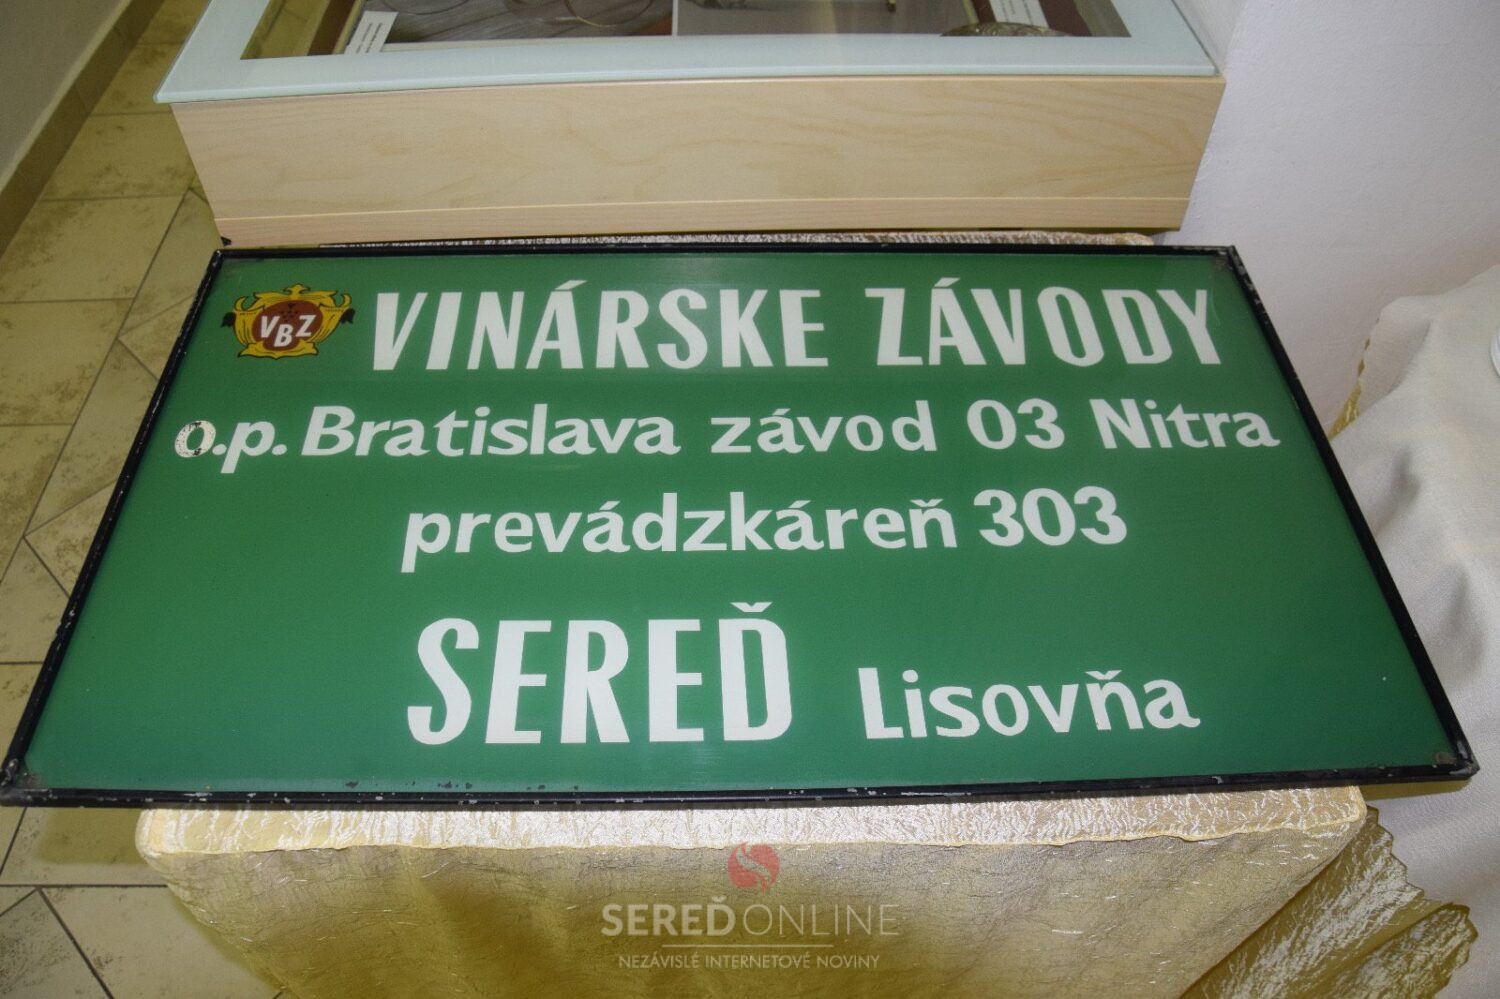 VBZ VINÁRSKE ZÁVODY
o.p. Bratislava závod 03 Nitra
prevádzkáreň 303
SEREĎ Lisovňa
SEREĎONLINE
NEZÁVISLÉ INTERNETOVÉ NOVINY